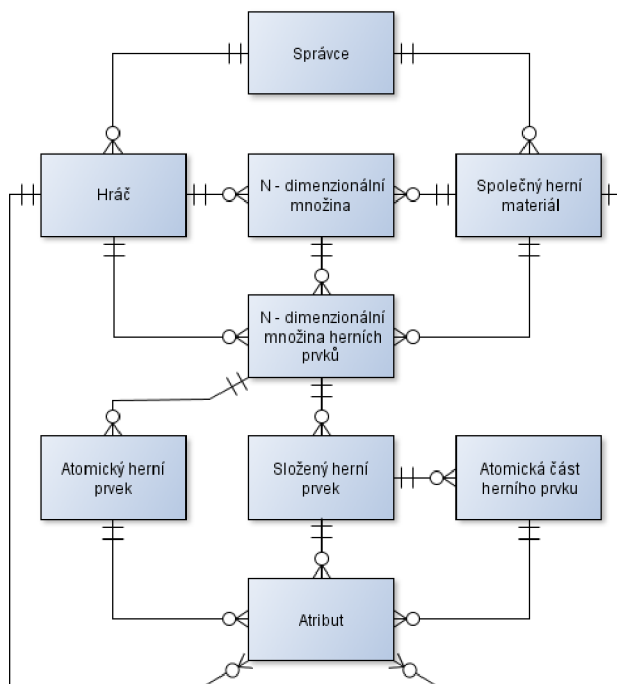 Správce
Hráč
N - dimenzionální
množina
Společný herní
materiál
N - dimenzionální
množina herních
prvků
Atomický herní
prvek
Složený herní
prvek
Atomická část
herního prvku
Atribut